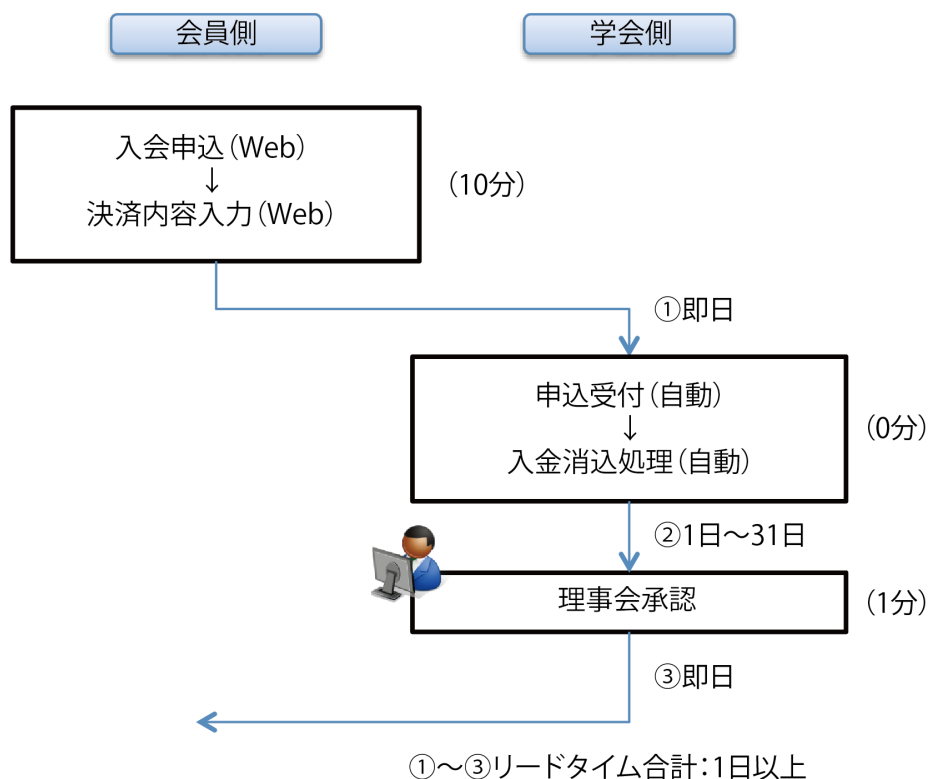 会員側
学会側
入会申込（Web）
↓
決済内容入力（Web）
（10分）
①即日
申込受付（自動）
↓
入金消込処理（自動）
（0分）
②1日～31日
理事会承認
（1分）
③即日
①～③リードタイム合計：1日以上